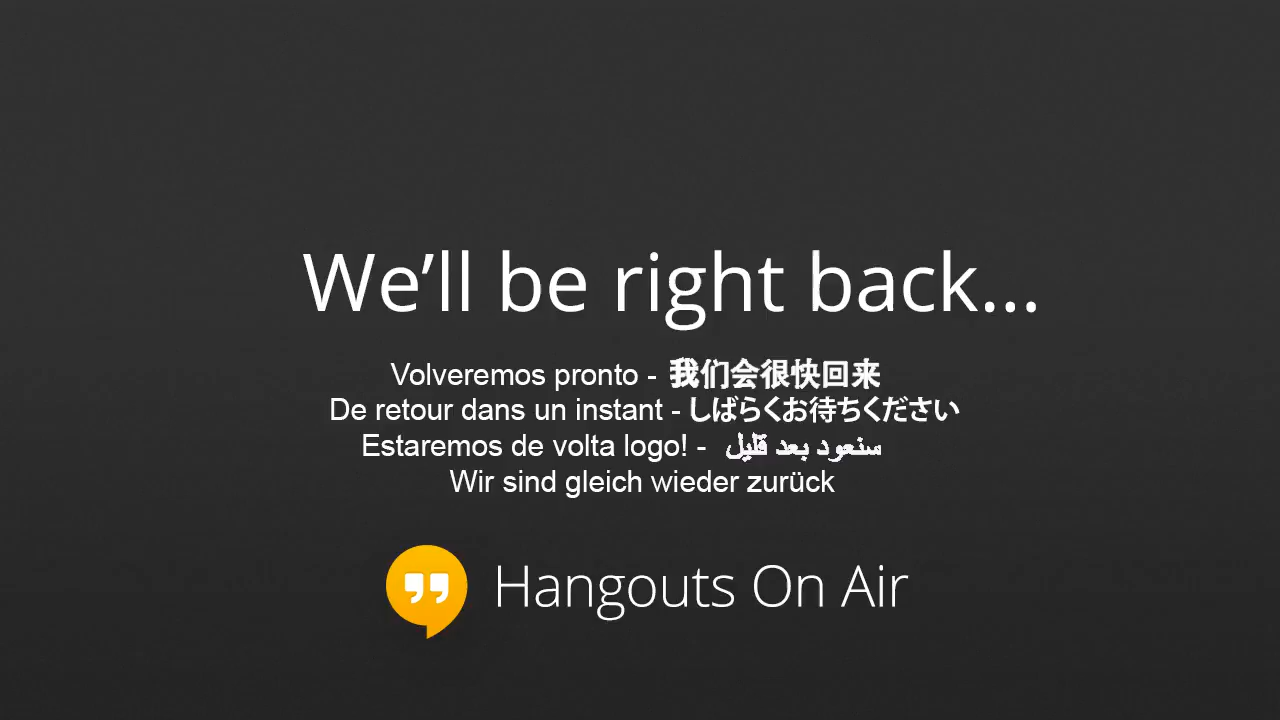 We’ll be right back...
Volveremos pronto - 我们会很快回来
De retour dans un instant - しばらくお待ちください
Estaremos de volta logo! - سنعود بعد قليل
Wir sind gleich wieder zurück
Hangouts On Air